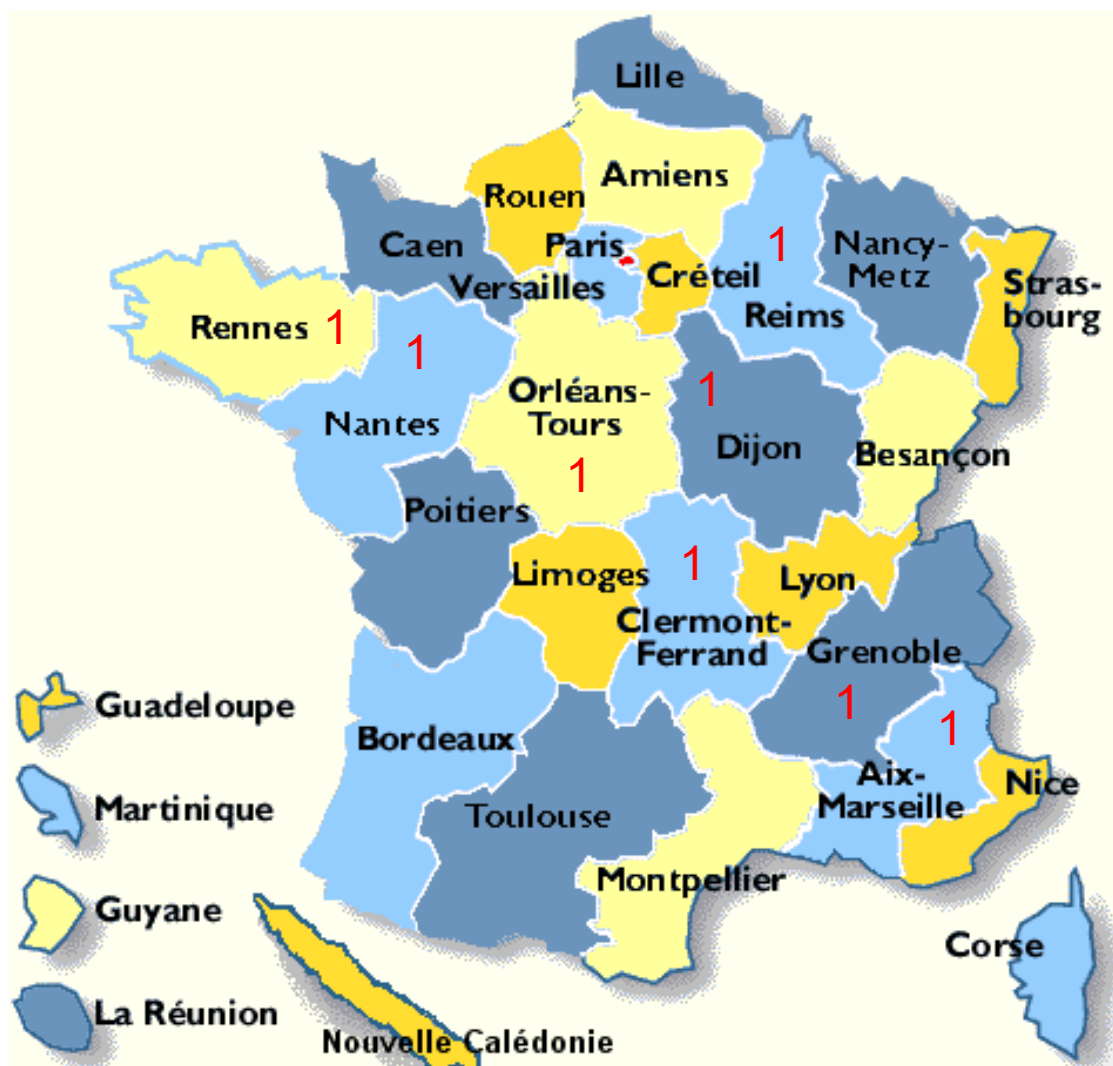 Lille
Amiens
Rouen
Caen
Paris
1
Nancy-
Metz
Créteil
Versailles
Reims
Stras-
bourg
Rennes 1
1
Nantes
Orléans-
Tours
1
1
Dijon
Besançon
Poitiers
Limoges
1
Clermont-
Ferrand
Lyon
Grenoble
1
1
Guadeloupe
Bordeaux
Aix-
Marseille
Nice
Martinique
Toulouse
Montpellier
Guyane
Corse
La Réunion
Nouvelle Calédonie